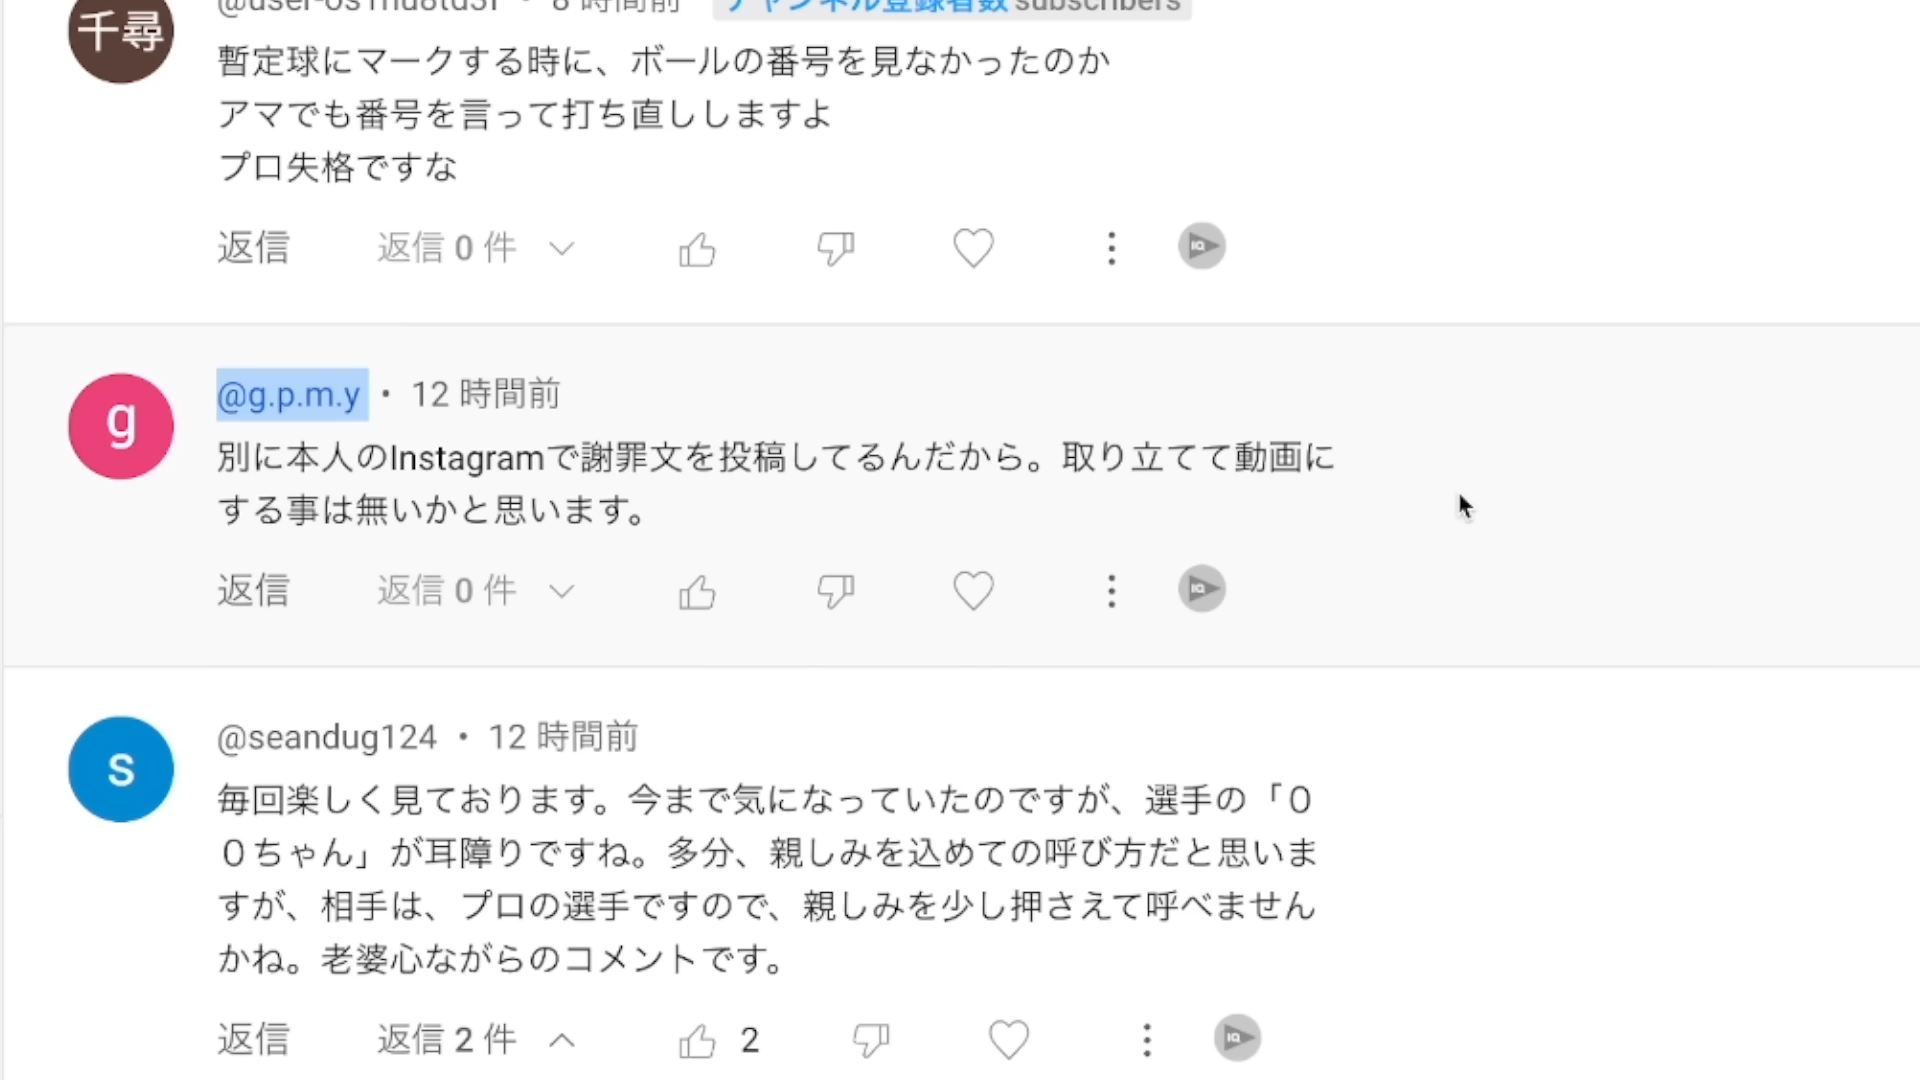 千尋
チャンネル登録者数 subscribers
暫定球にマークする時に、ボールの番号を見なかったのか
アマでも番号を言って打ち直ししますよ
プロ失格ですな
返信 返信 0 件
g
@g.p.m.y • 12 時間前
別に本人のInstagramで謝罪文を投稿してるんだから。取り立てて動画に
する事は無いかと思います。
返信 返信 0 件
s
@seandug124 • 12 時間前
毎回楽しく見ております。今まで気になっていたのですが、選手の「０
０ちゃん」が耳障りですね。多分、親しみを込めての呼び方だと思いま
すが、相手は、プロの選手ですので、親しみを少し押さえて呼べません
かね。老婆心ながらのコメントです。
返信 返信 2 件 2